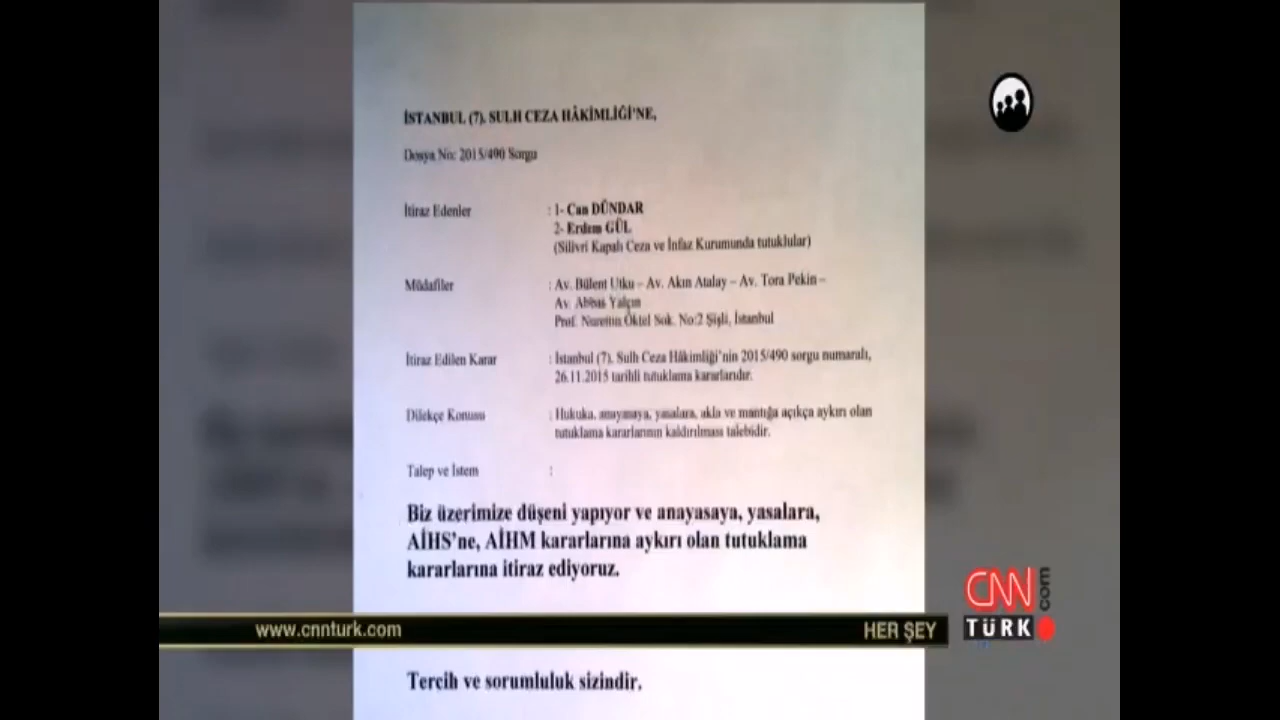 İSTANBUL (7). SULH CEZA HÂKİMLİĞİ'NE,
Dosya No: 2015/490 Sorgu
İtiraz Edenler : 1- Can DÜNDAR
2- Erdem GÜL
(Silivri Kapalı Ceza ve İnfaz Kurumunda tutuklular)
Müdafiler : Av. Bülent Utku – Av. Akın Atalay – Av. Tora Pekin –
Av. Abbas Yalçın
Prof. Nurettin Öktel Sok. No:2 Şişli, İstanbul
İtiraz Edilen Karar : İstanbul (7). Sulh Ceza Hâkimliği'nin 2015/490 sorgu numaralı,
26.11.2015 tarihli tutuklama kararlarıdır.
Dilekçe Konusu : Hukuka, anayasaya, yasalara, akla ve mantığa açıkça aykırı olan
tutuklama kararlarının kaldırılması talebidir.
Talep ve İstem :
Biz üzerimize düşeni yapıyor ve anayasaya, yasalara,
AİHS'ne, AİHM kararlarına aykırı olan tutuklama
kararlarına itiraz ediyoruz.
www.cnnturk.com HER ŞEY
CNN.com
TÜRK
Tercih ve sorumluluk sizindir.